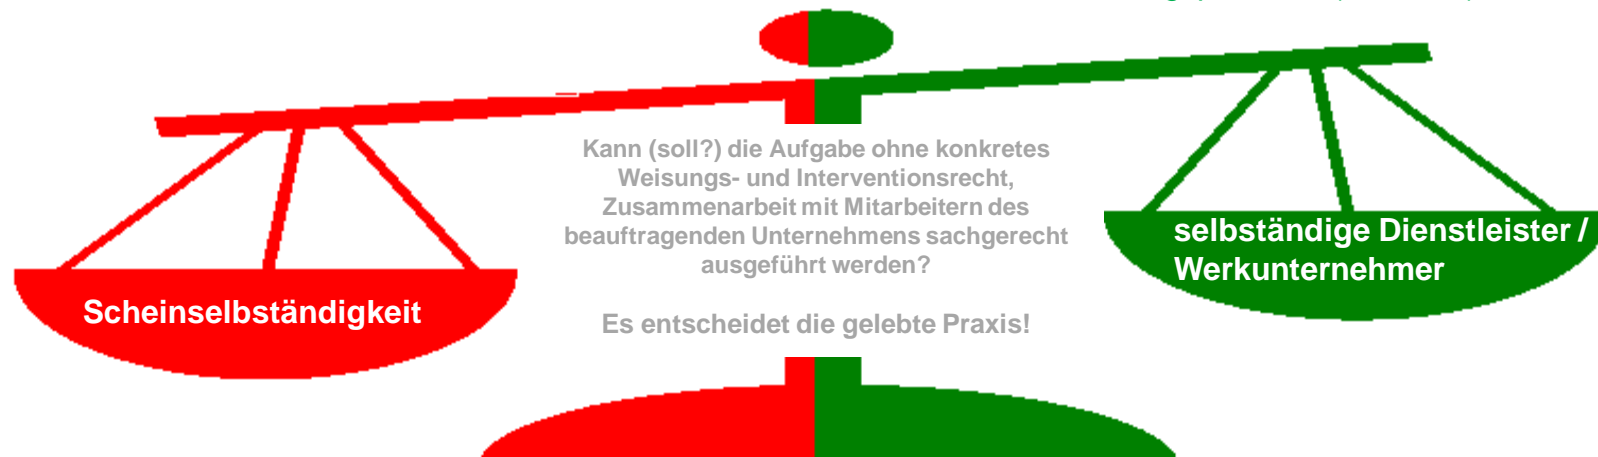 Kann (soll?) die Aufgabe ohne konkretes
Weisungs- und Interventionsrecht,
Zusammenarbeit mit Mitarbeitern des
beauftragenden Unternehmens sachgerecht
ausgeführt werden?
Es entscheidet die gelebte Praxis!
Scheinselbständigkeit
selbständige Dienstleister /
Werkunternehmer